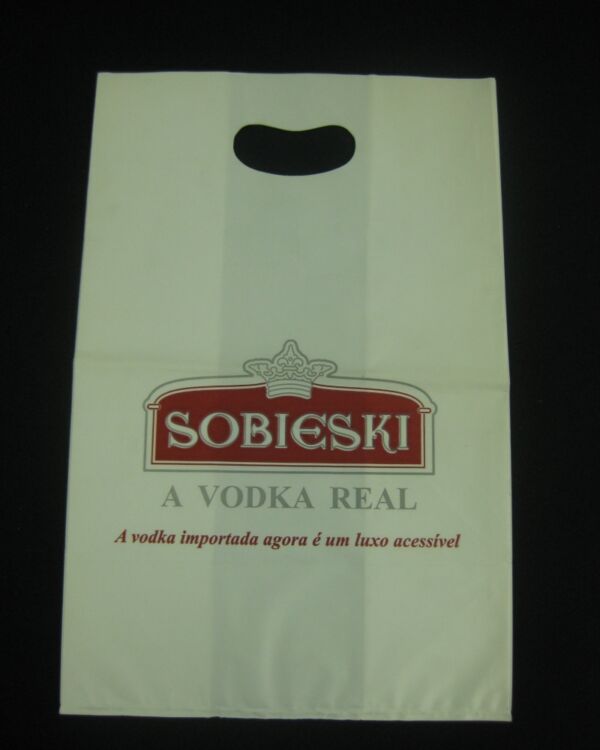 SOBIESKI
A VODKA REAL
A vodka importada agora é um luxo acessível